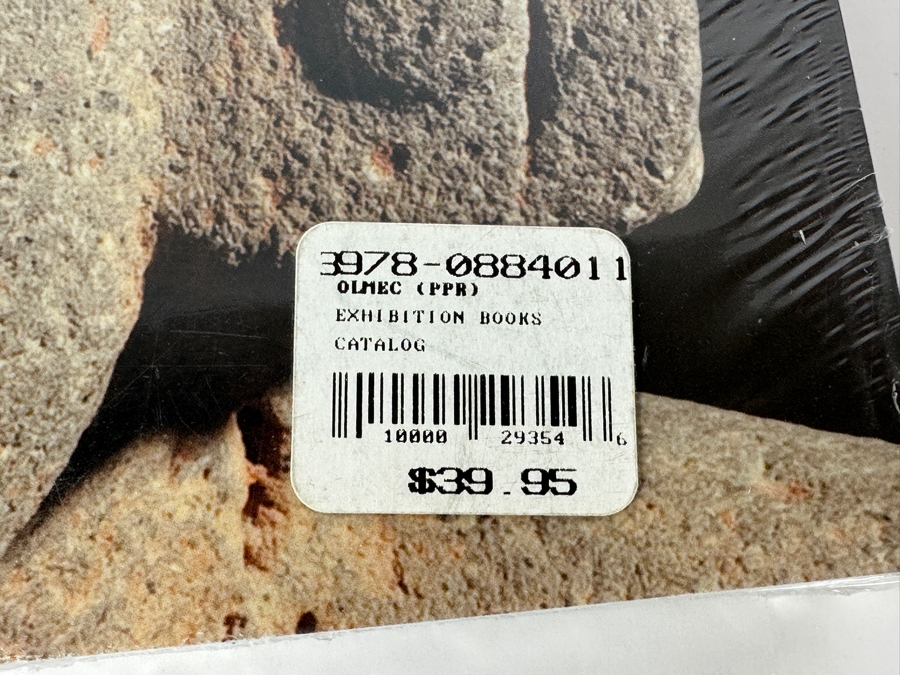 3978-0884011
OLMEC (PPR)
EXHIBITION BOOKS
CATALOG
10000 29354 6
$39.95